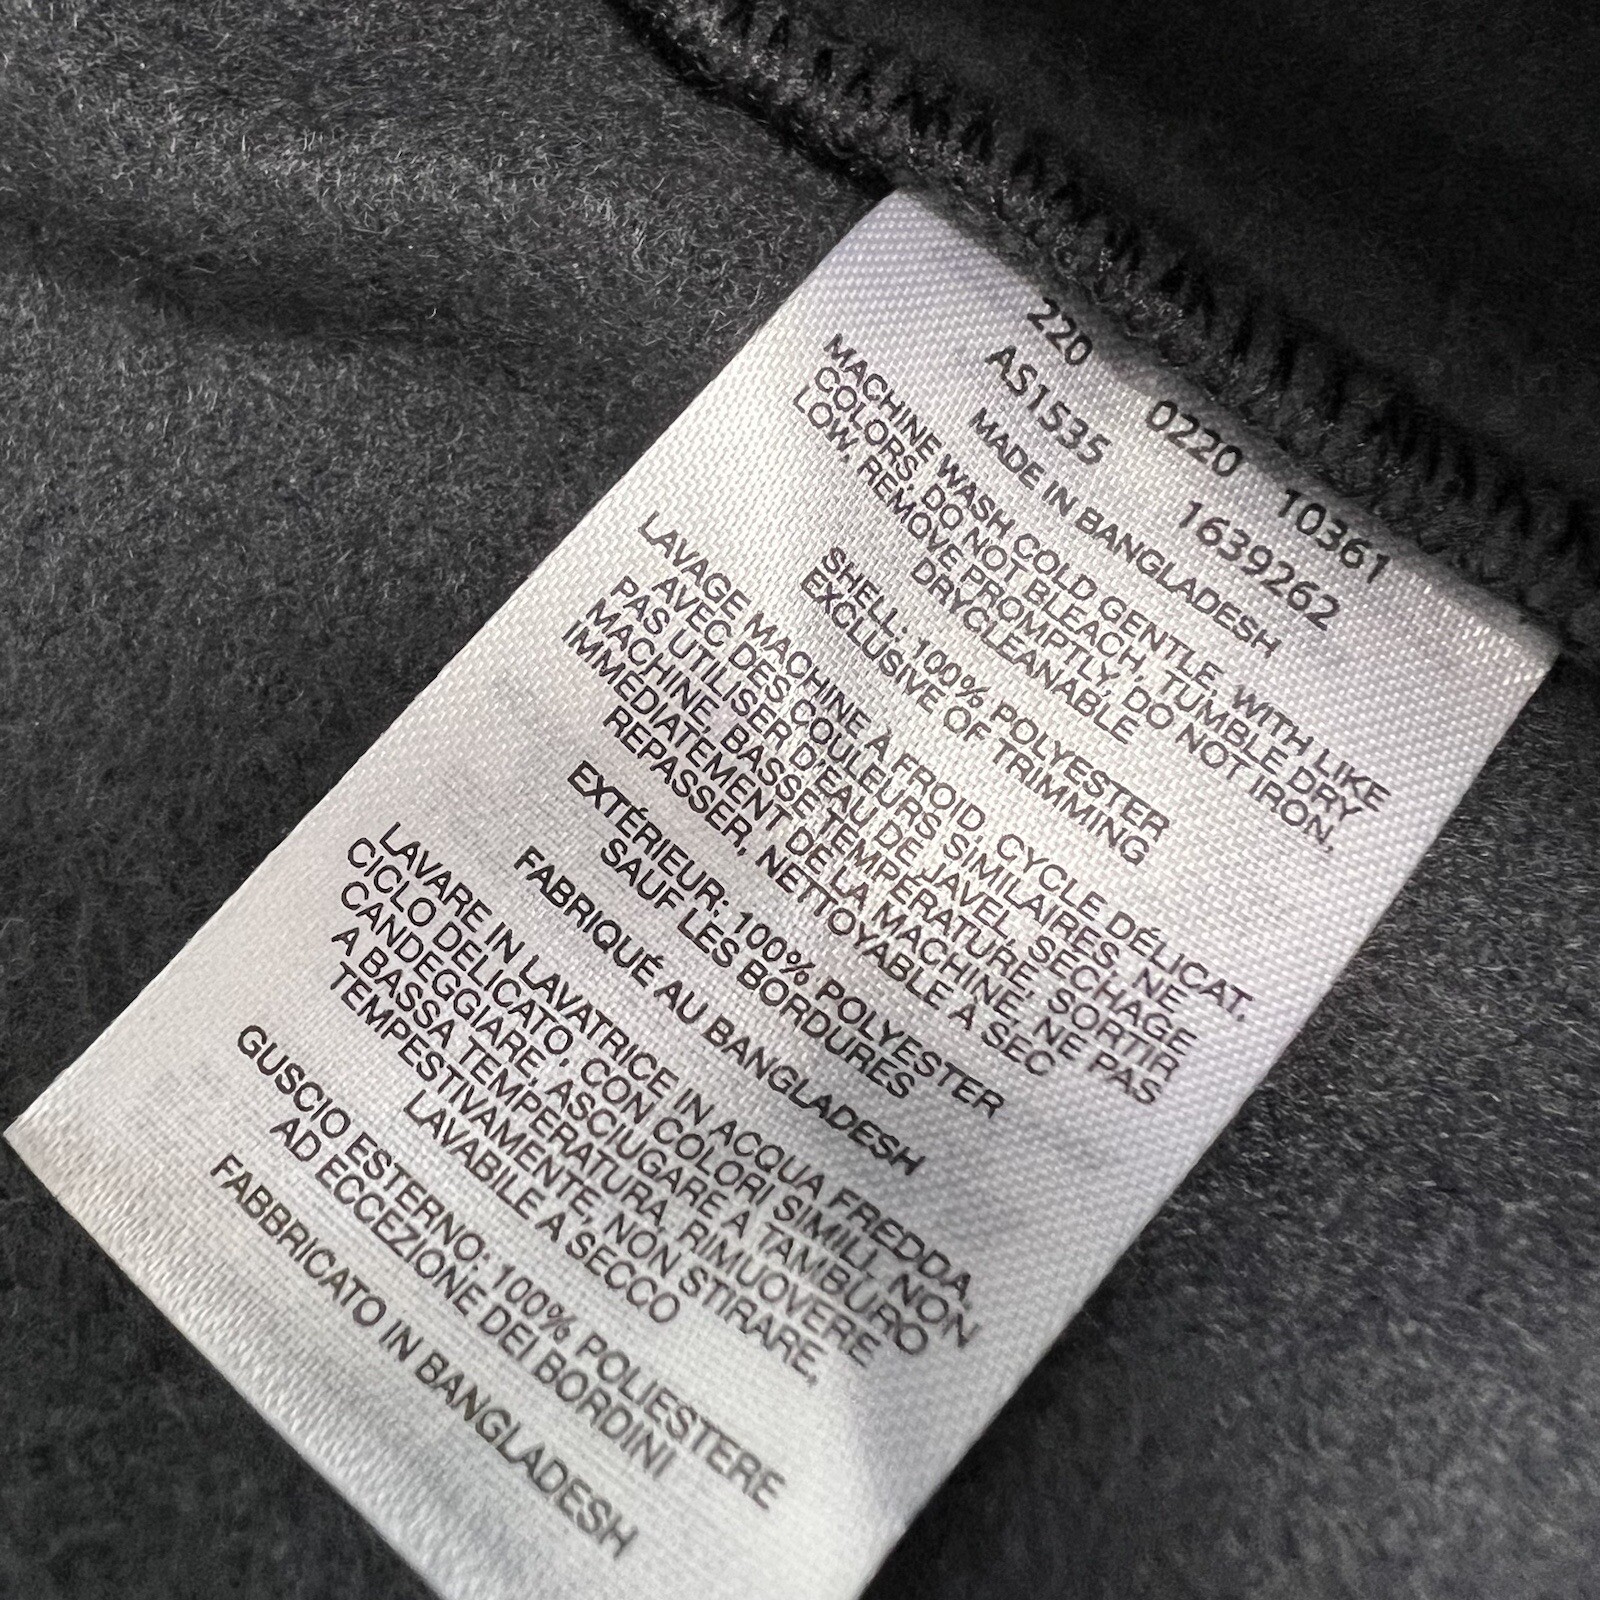 220 0220 10361
AS1535 1639262
MADE IN BANGLADESH
MACHINE WASH COLD GENTLE, WITH LIKE
COLORS, DO NOT BLEACH, TUMBLE DRY
LOW, REMOVE PROMPTLY, DO NOT IRON,
DRYCLEANABLE
SHELL: 100% POLYESTER
EXCLUSIVE OF TRIMMING
LAVAGE MACHINE À FROID, CYCLE DÉLICAT,
AVEC DES COULEURS SIMILAIRES, NE
PAS UTILISER D'EAU DE JAVEL, SÉCHAGE
MACHINE, BASSE TEMPÉRATURE, SORTIR
IMMÉDIATEMENT DE LA MACHINE, NE PAS
REPASSER, NETTOYABLE À SEC
EXTÉRIEUR: 100% POLYESTER
SAUF LES BORDURES
FABRIQUÉ AU BANGLADESH
LAVARE IN LAVATRICE IN ACQUA FREDDA,
CICLO DELICATO, CON COLORI SIMILI, NON
CANDEGGIARE, ASCIUGARE A TAMBURO
A BASSA TEMPERATURA, RIMUOVERE
TEMPESTIVAMENTE, NON STIRARE,
LAVABILE A SECCO
GUSCIO ESTERNO: 100% POLIESTERE
AD ECCEZIONE DEI BORDINI
FABBRICATO IN BANGLADESH